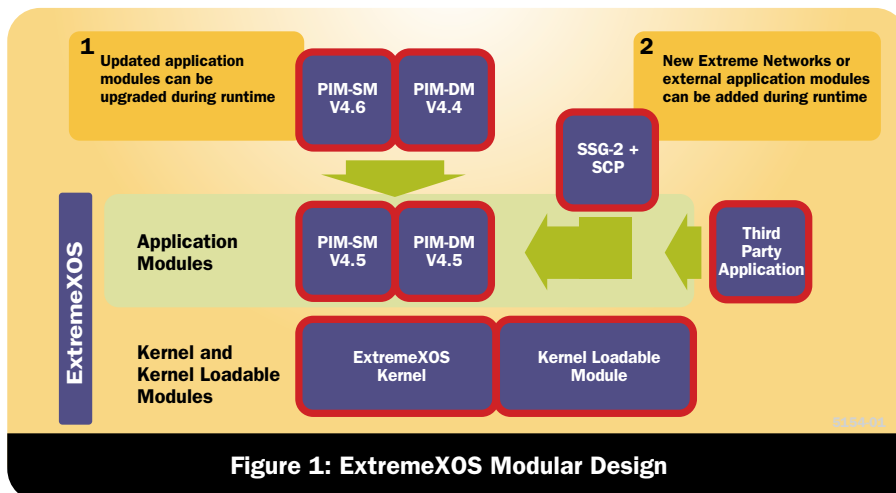 1
Updated application
modules can be
upgraded during runtime
PIM-SM
V4.6
PIM-DM
V4.4
2
New Extreme Networks or
external application modules
can be added during runtime
SSG-2 +
SCP
ExtremeXOS
Application
Modules
PIM-SM
V4.5
PIM-DM
V4.5
Third
Party
Application
Kernel and
Kernel Loadable
Modules
ExtremeXOS
Kernel
Kernel Loadable
Module
5154-01
Figure 1: ExtremeXOS Modular Design